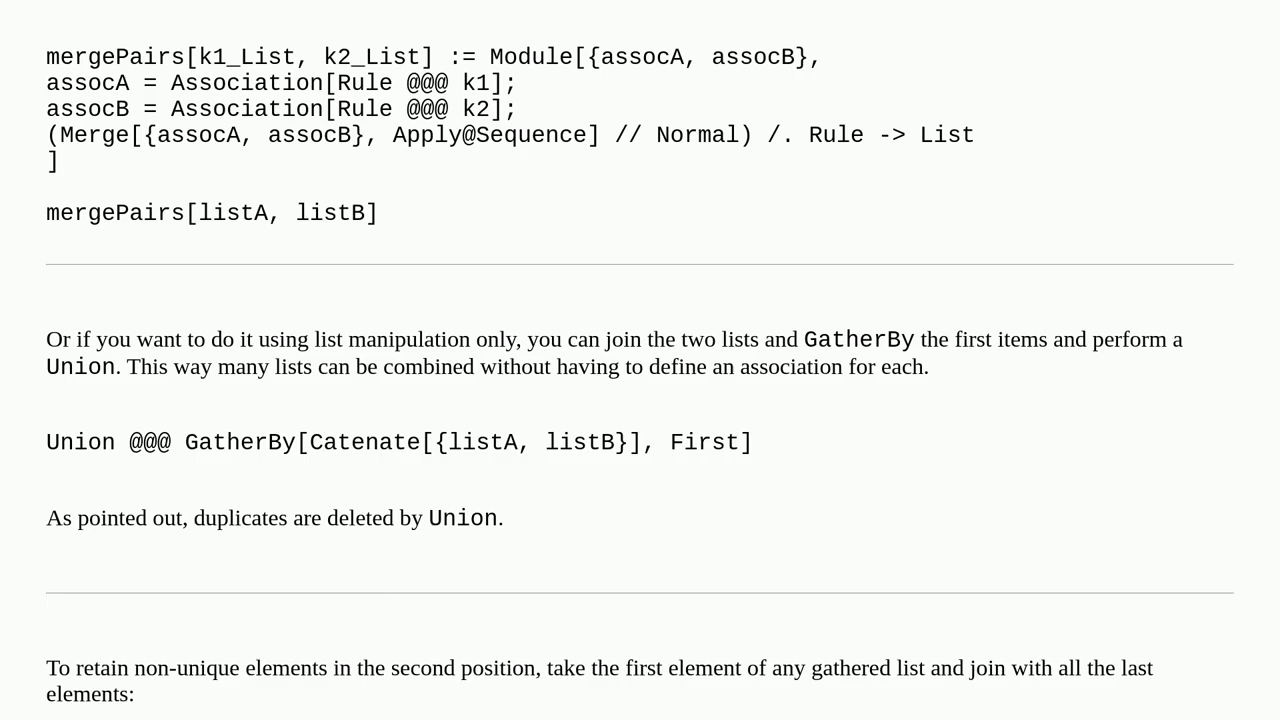 mergePairs[k1_List, k2_List] := Module[{assocA, assocB},
assocA = Association[Rule @@@ k1];
assocB = Association[Rule @@@ k2];
(Merge[{assocA, assocB}, Apply@Sequence] // Normal) /. Rule -> List
]
mergePairs[listA, listB]
Or if you want to do it using list manipulation only, you can join the two lists and GatherBy the first items and perform a
Union. This way many lists can be combined without having to define an association for each.
Union @@@ GatherBy[Catenate[{listA, listB}], First]
As pointed out, duplicates are deleted by Union.
To retain non-unique elements in the second position, take the first element of any gathered list and join with all the last
elements: